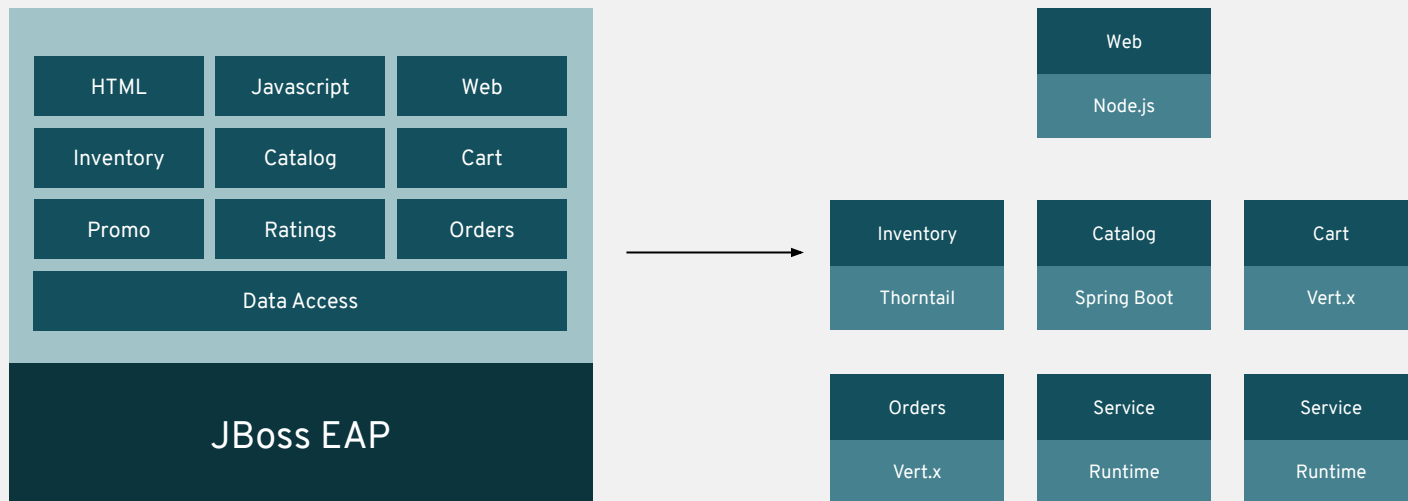 HTML
Javascript
Web
Inventory
Catalog
Cart
Promo
Ratings
Orders
Data Access
JBoss EAP
Web
Node.js
Inventory
Thorntail
Catalog
Spring Boot
Cart
Vert.x
Orders
Vert.x
Service
Runtime
Service
Runtime